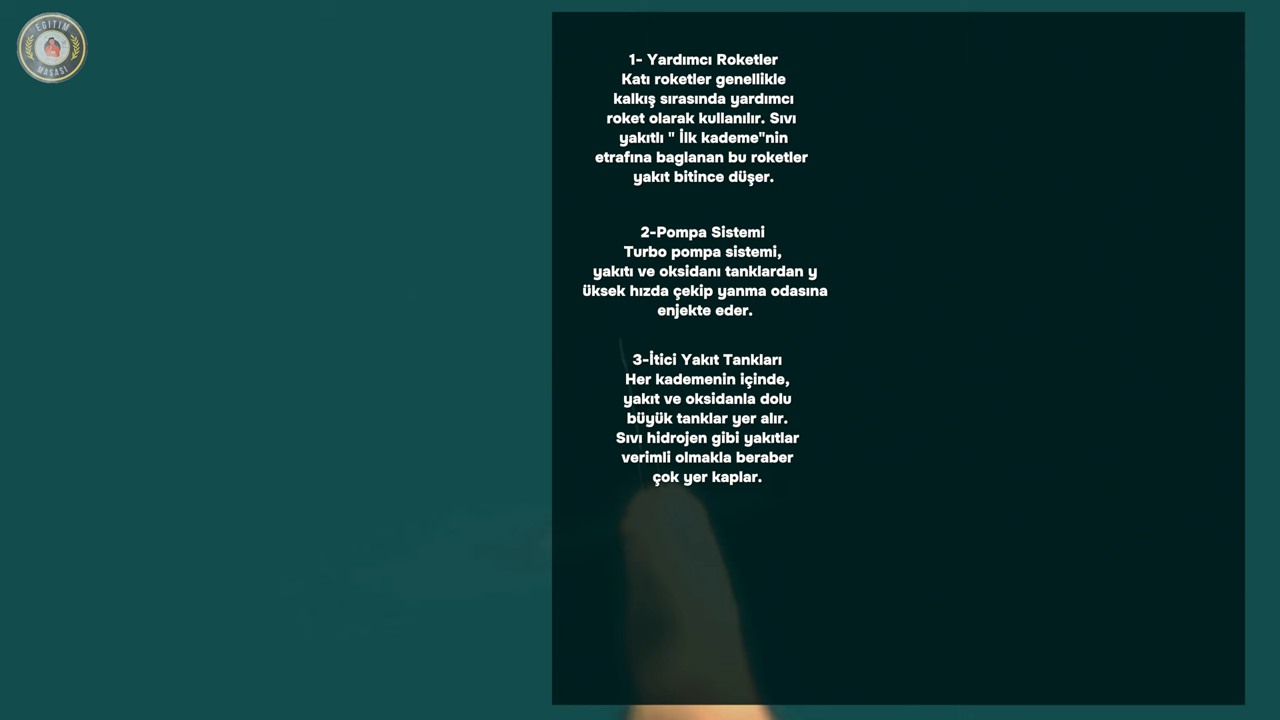 EĞİTİM
MASASI
1- Yardımcı Roketler
Katı roketler genellikle
kalkış sırasında yardımcı
roket olarak kullanılır. Sıvı
yakıtlı " İlk kademe"nin
etrafına baglanan bu roketler
yakıt bitince düşer.
2-Pompa Sistemi
Turbo pompa sistemi,
yakıtı ve oksidanı tanklardan y
üksek hızda çekip yanma odasına
enjekte eder.
3-İtici Yakıt Tankları
Her kademenin içinde,
yakıt ve oksidanla dolu
büyük tanklar yer alır.
Sıvı hidrojen gibi yakıtlar
verimli olmakla beraber
çok yer kaplar.